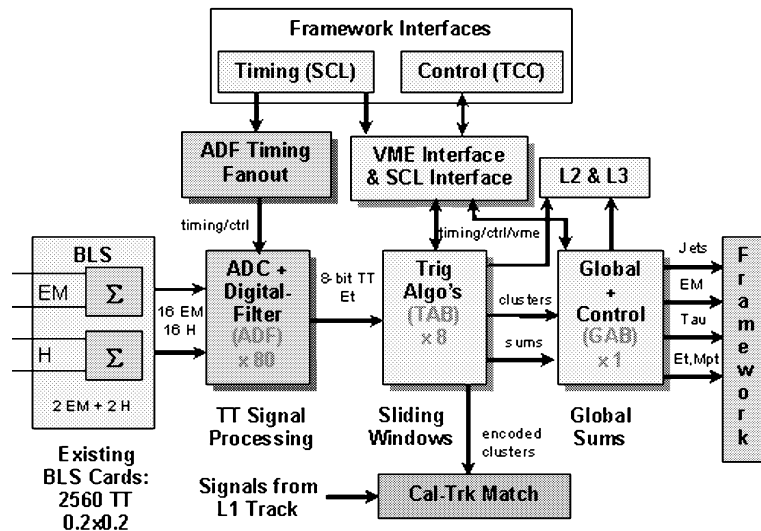 Framework Interfaces
Timing (SCL)
Control (TCC)
ADF Timing
Fanout
VME Interface
& SCL Interface
L2 & L3
timing/ctrl
timing/ctrl/vme
BLS
EM
Σ
H
Σ
2 EM + 2 H
16 EM
16 H
ADC +
Digital-
Filter
(ADF)
x 80
8-bit TT
Et
Trig
Algo's
(TAB)
x 8
clusters
sums
Global
+
Control
(GAB)
x 1
Jets
EM
Tau
Et,Mpt
Framework
Existing
BLS Cards:
2560 TT
0.2x0.2
TT Signal
Processing
Sliding
Windows
Global
Sums
encoded
clusters
Signals from
L1 Track
Cal-Trk Match